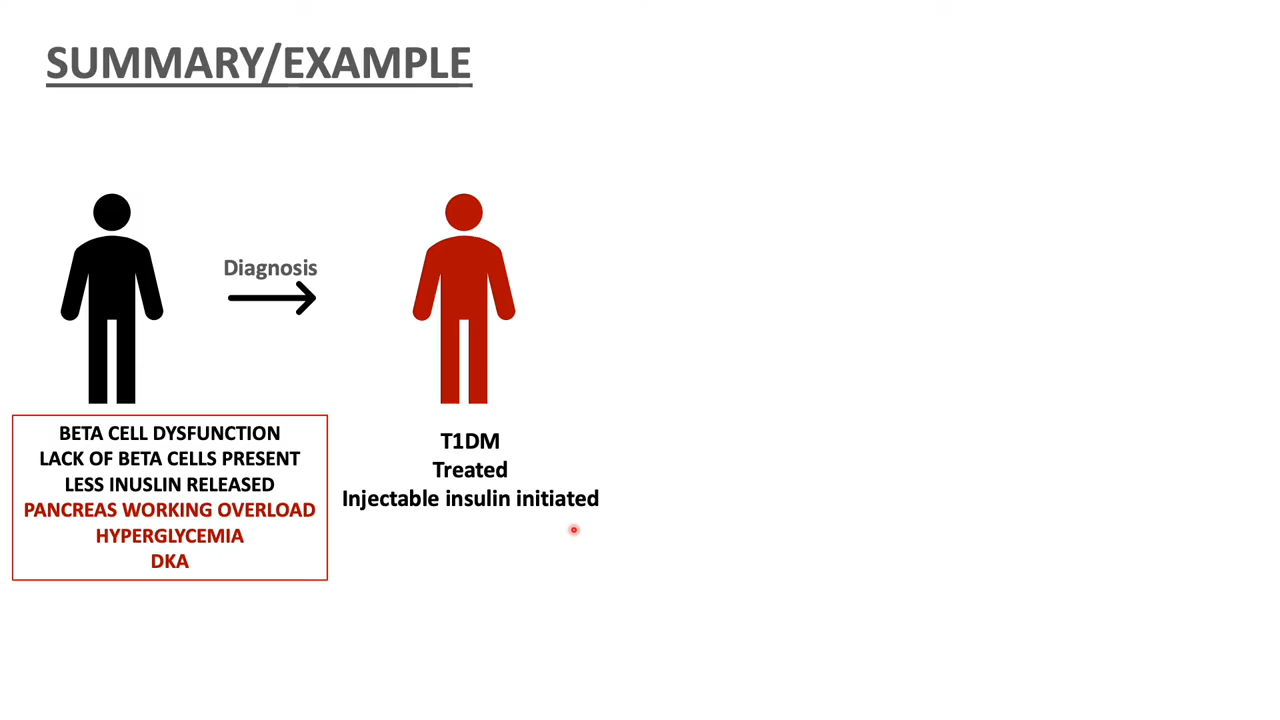 SUMMARY/EXAMPLE
Diagnosis
BETA CELL DYSFUNCTION
LACK OF BETA CELLS PRESENT
LESS INUSLIN RELEASED
PANCREAS WORKING OVERLOAD
HYPERGLYCEMIA
DKA
T1DM
Treated
Injectable insulin initiated